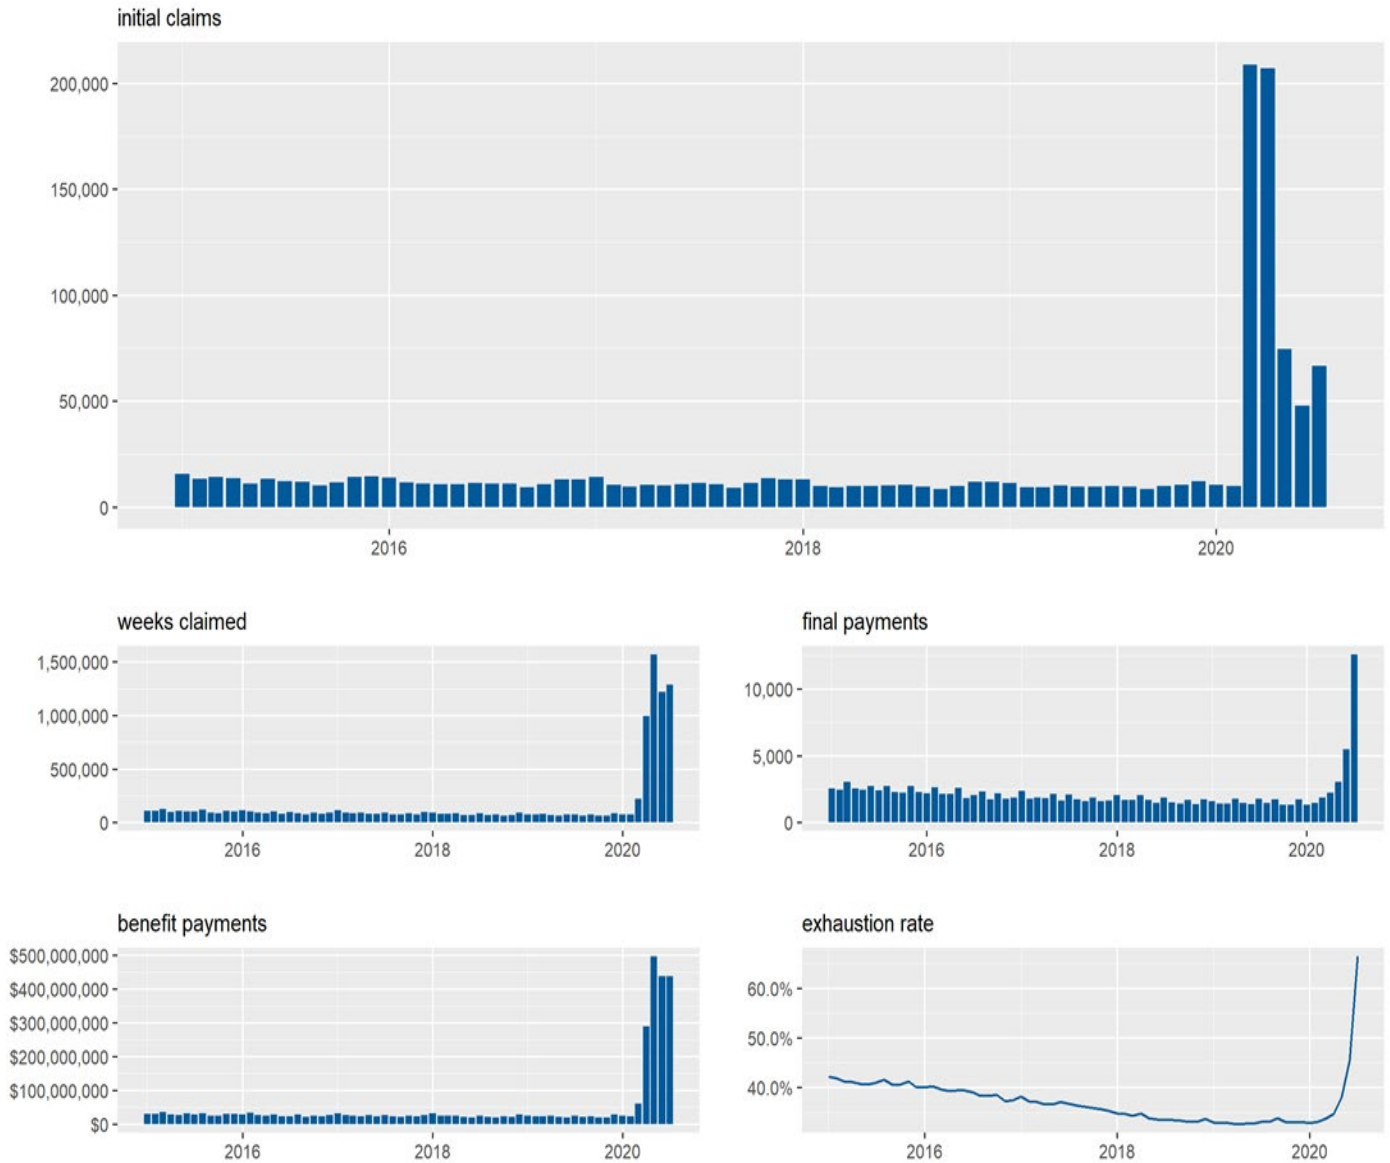 initial claims
200,000
150,000
100,000
50,000
0
2016 2018 2020
weeks claimed
1,500,000
1,000,000
500,000
0
2016 2018 2020
final payments
10,000
5,000
0
2016 2018 2020
benefit payments
$500,000,000
$400,000,000
$300,000,000
$200,000,000
$100,000,000
$0
2016 2018 2020
exhaustion rate
60.0%
50.0%
40.0%
2016 2018 2020